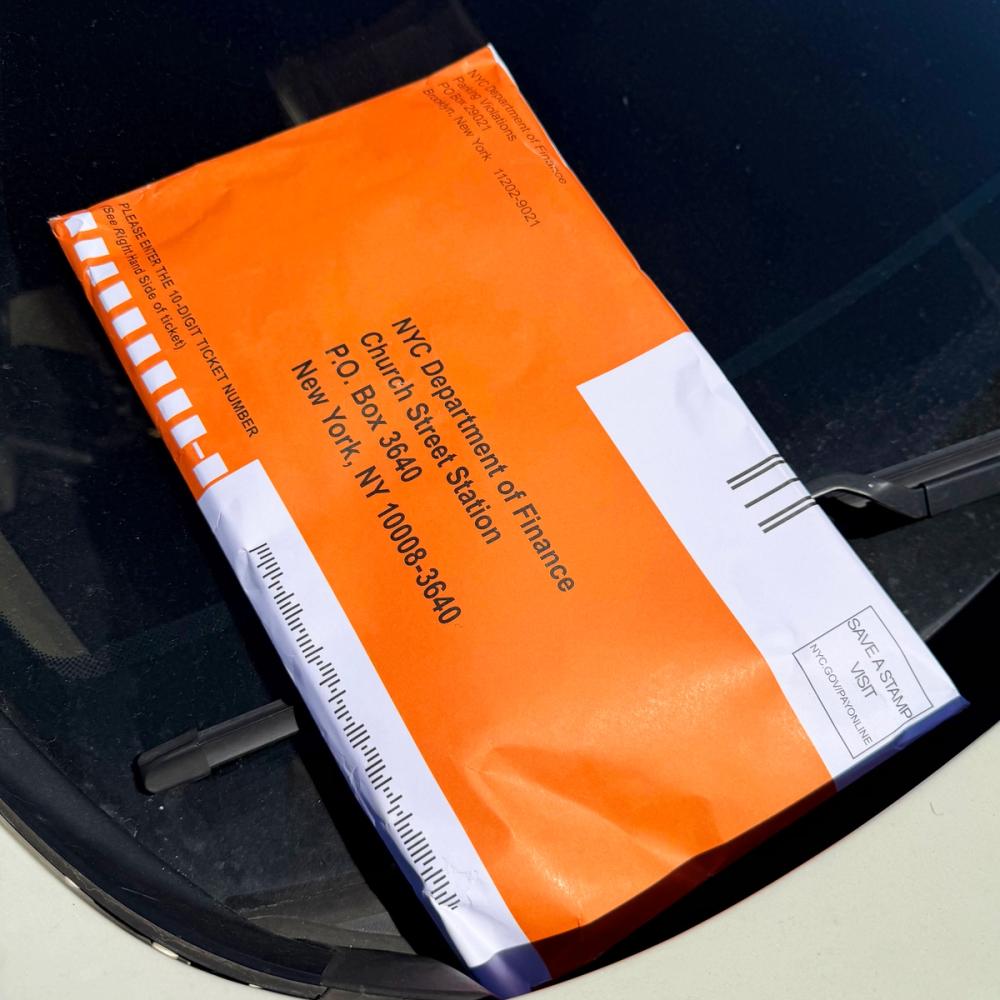 NYC Department of Finance
Parking Violations
PO Box 29021
Brooklyn, New York 11202-9021
PLEASE ENTER THE 10-DIGIT TICKET NUMBER
(See Right Hand Side of ticket)
NYC Department of Finance
Church Street Station
P.O. Box 3640
New York, NY 10008-3640
SAVE A STAMP
VISIT
NYC.GOV/PAYONLINE